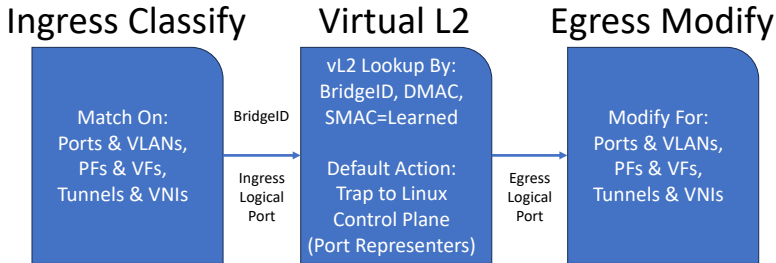 Ingress Classify
Virtual L2
Egress Modify
Match On:
Ports & VLANs,
PFs & VFs,
Tunnels & VNIs
BridgeID
Ingress
Logical
Port
vL2 Lookup By:
BridgeID, DMAC,
SMAC=Learned
Default Action:
Trap to Linux
Control Plane
(Port Representers)
Egress
Logical
Port
Modify For:
Ports & VLANs,
PFs & VFs,
Tunnels & VNIs